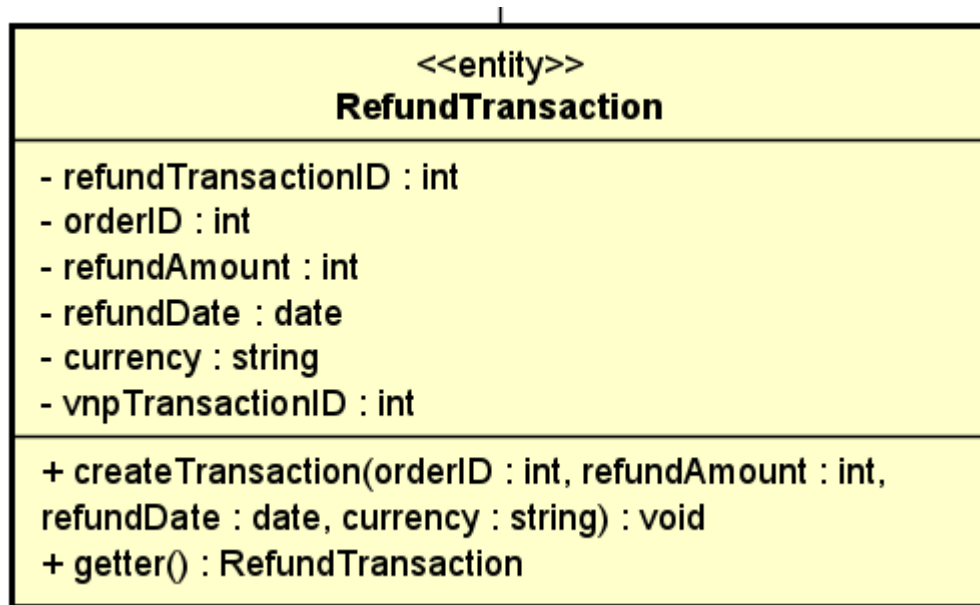 <<entity>>
RefundTransaction
- refundTransactionID : int
- orderID : int
- refundAmount : int
- refundDate : date
- currency : string
- vnpTransactionID : int
+ createTransaction(orderID : int, refundAmount : int,
refundDate : date, currency : string) : void
+ getter() : RefundTransaction